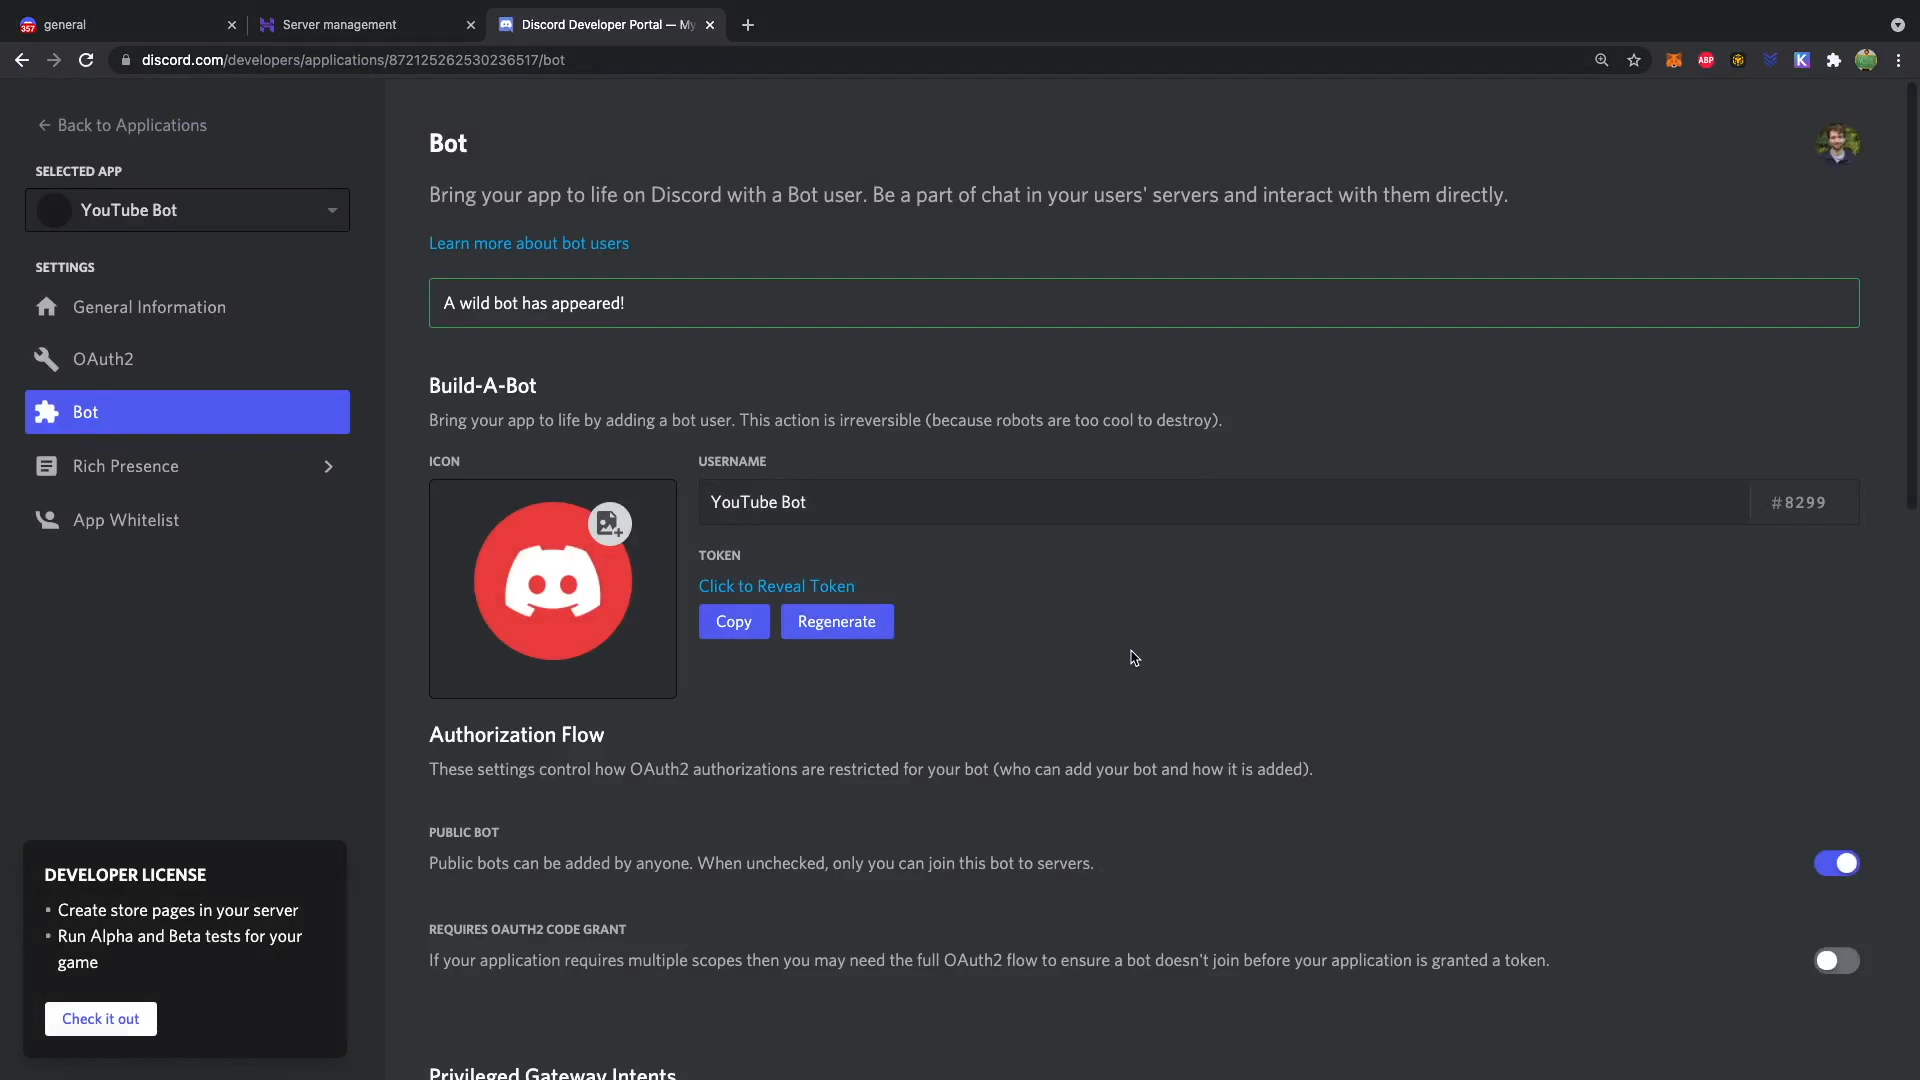 357 general
Server management
Discord Developer Portal — My
discord.com/developers/applications/872125262530236517/bot
ABP
K
← Back to Applications
SELECTED APP
YouTube Bot
SETTINGS
General Information
OAuth2
Bot
Rich Presence
App Whitelist
DEVELOPER LICENSE
• Create store pages in your server
• Run Alpha and Beta tests for your
game
Check it out
Bot
Bring your app to life on Discord with a Bot user. Be a part of chat in your users' servers and interact with them directly.
Learn more about bot users
A wild bot has appeared!
Build-A-Bot
Bring your app to life by adding a bot user. This action is irreversible (because robots are too cool to destroy).
ICON
USERNAME
YouTube Bot
#8299
TOKEN
Click to Reveal Token
Copy
Regenerate
Authorization Flow
These settings control how OAuth2 authorizations are restricted for your bot (who can add your bot and how it is added).
PUBLIC BOT
Public bots can be added by anyone. When unchecked, only you can join this bot to servers.
REQUIRES OAUTH2 CODE GRANT
If your application requires multiple scopes then you may need the full OAuth2 flow to ensure a bot doesn't join before your application is granted a token.
Privileged Gateway Intents